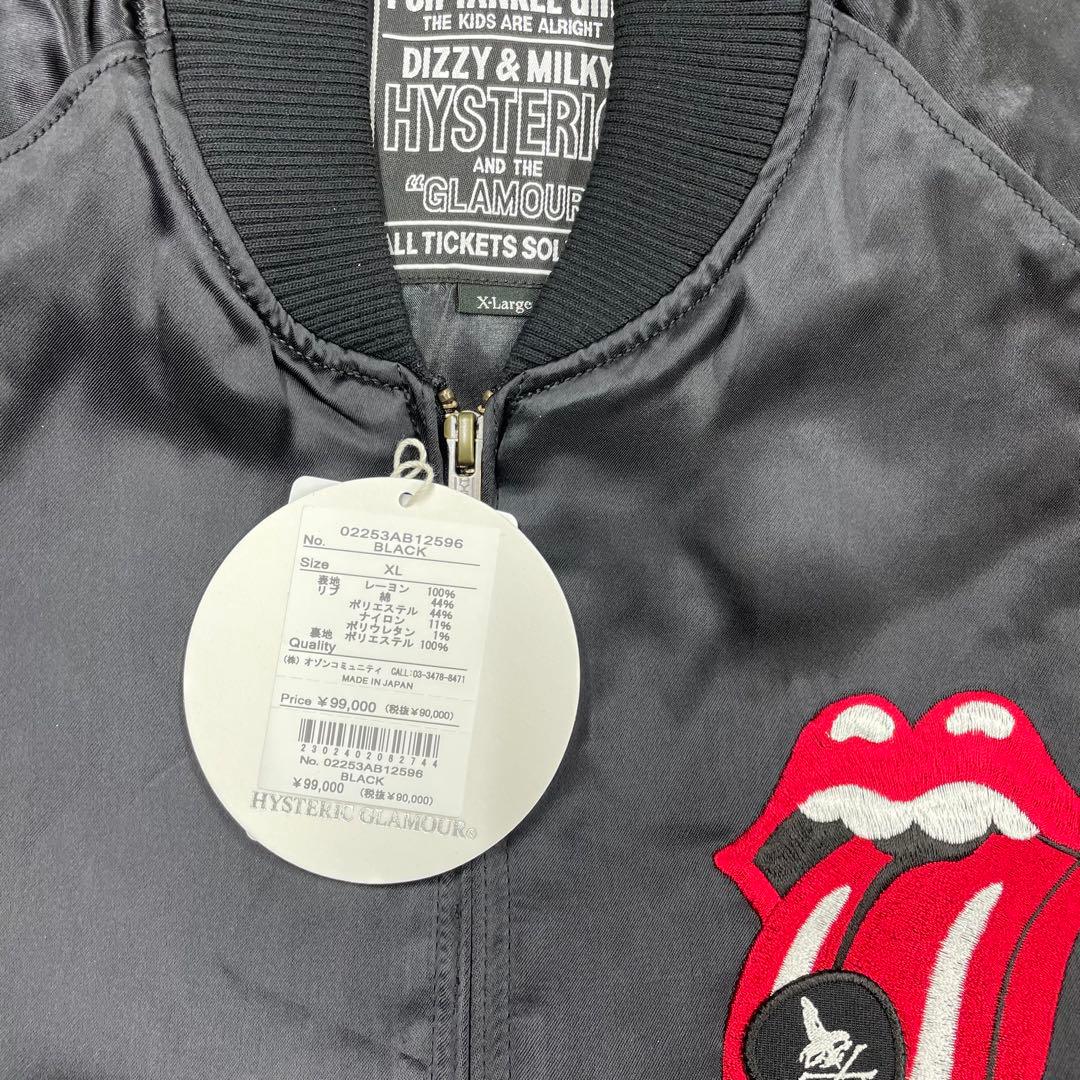 THE KIDS ARE ALRIGHT
DIZZY & MILKY
HYSTERIC
AND THE
“GLAMOUR
ALL TICKETS SOL
X-Large
No. 02253AB12596
BLACK
Size XL
表地 レーヨン 100%
リブ 綿 44%
ポリエステル 44%
ナイロン 11%
ポリウレタン 1%
裏地 ポリエステル 100%
Quality
(株) オゾンコミュニティ CALL:03-3478-8471
MADE IN JAPAN
Price ¥99,000 (税抜¥90,000)
2302402082744
No. 02253AB12596
BLACK
¥99,000 (税抜¥90,000)
HYSTERIC GLAMOUR®